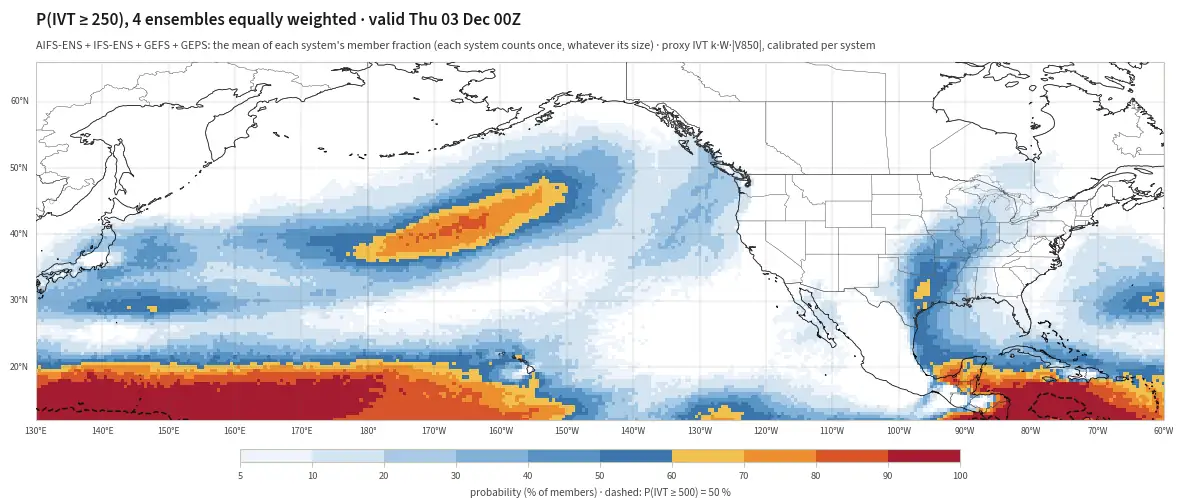 P(IVT ≥ 250), 4 ensembles equally weighted · valid Thu 03 Dec 00Z
AIFS-ENS + IFS-ENS + GEFS + GEPS: the mean of each system's member fraction (each system counts once, whatever its size) · proxy IVT k·W·|V850|, calibrated per system
60°N
50°N
40°N
30°N
20°N
130°E 140°E 150°E 160°E 170°E 180° 170°W 160°W 150°W 140°W 130°W 120°W 110°W 100°W 90°W 80°W 70°W 60°W
5 10 20 30 40 50 60 70 80 90 100
probability (% of members) · dashed: P(IVT ≥ 500) = 50 %